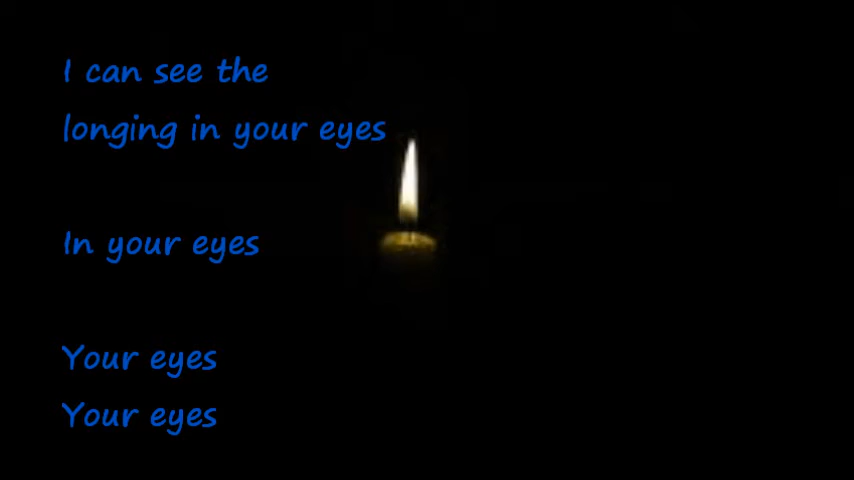 I can see the
longing in your eyes
In your eyes
Your eyes
Your eyes